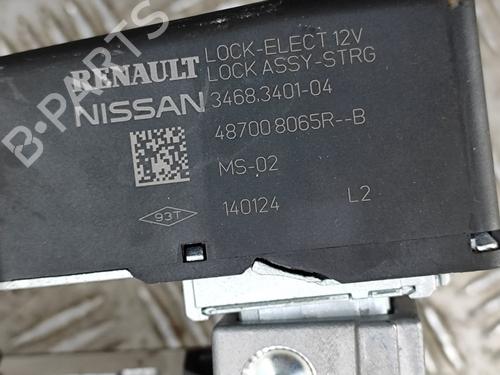 RENAULT LOCK-ELECT 12V
LOCK ASSY-STRG
NISSAN 3468.3401-04
48700 8065R--B
MS-02
93T 140124 L2
B-Parts